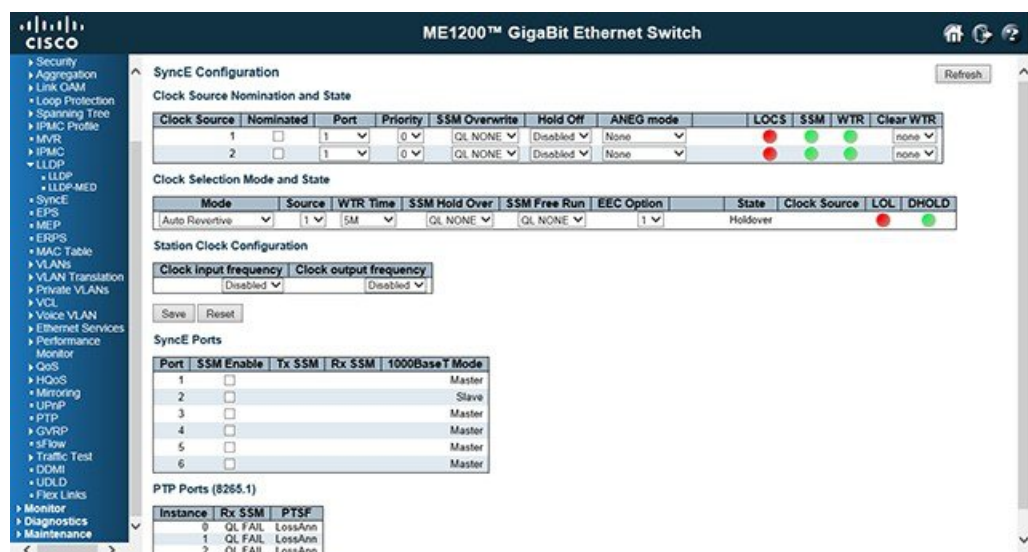 CISCO
ME1200™ GigaBit Ethernet Switch
Security
Aggregation
Link OAM
Loop Protection
Spanning Tree
IPMC Profile
MVR
IPMC
LLDP
LLDP
LLDP-MED
SyncE
EPS
MEP
ERPS
MAC Table
VLANs
VLAN Translation
Private VLANs
VCL
Voice VLAN
Ethernet Services
Performance
Monitor
QoS
HQoS
Mirroring
UPnP
PTP
GVRP
sFlow
Traffic Test
DDMI
UDLD
Flex Links
Monitor
Diagnostics
Maintenance
SyncE Configuration
Refresh
Clock Source Nomination and State
Clock Source Nominated Port Priority SSM Overwrite Hold Off ANEG mode LOCS SSM WTR Clear WTR
1 1 0 QL NONE Disabled None none
2 1 0 QL NONE Disabled None none
Clock Selection Mode and State
Mode Source WTR Time SSM Hold Over SSM Free Run EEC Option State Clock Source LOL DHOLD
Auto Revertive 1 5M QL NONE QL NONE 1 Holdover
Station Clock Configuration
Clock input frequency Clock output frequency
Disabled Disabled
Save Reset
SyncE Ports
Port SSM Enable Tx SSM Rx SSM 1000BaseT Mode
1 Master
2 Slave
3 Master
4 Master
5 Master
6 Master
PTP Ports (8265.1)
Instance Rx SSM PTSF
0 QL FAIL LossAnn
1 QL FAIL LossAnn
2 QL FAIL LossAnn